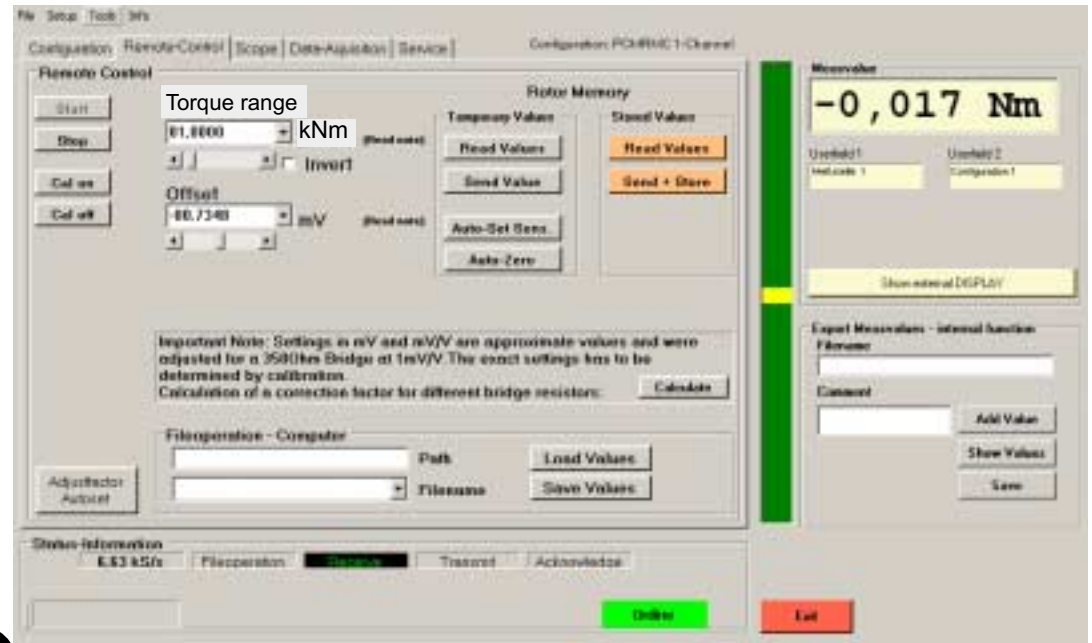 File Setup Tools Info
Configuration Remote-Control Scope Data-Aquisition Service
Configuration: PCMRMC 1-Channel
Remote Control
Start
Stop
Cal on
Cal off
Torque range
01.0000 kNm (Read note)
Invert
Offset
-00.7340 mV (Read note)
Rotor Memory
Temporary Values
Read Values
Send Value
Auto-Set Sens.
Auto-Zero
Stored Values
Read Values
Send + Store
Important Note: Settings in mV and mV/V are approximate values and were
adjusted for a 350Ohm Bridge at 1mV/V. The exact settings has to be
determined by calibration.
Calculation of a correction factor for different bridge resistors:
Calculate
Fileoperation - Computer
Path
Filename
Load Values
Save Values
Adjustfactor
Autoset
Status-Information
6.63 kS/s Fileoperation Receive Transmit Acknowledge
Online
Measvalue
-0,017 Nm
Userfield 1 Userfield 2
Configuration 1
Show external DISPLAY
Export Measvalues - internal function
Filename
Comment
Add Value
Show Values
Save
Exit